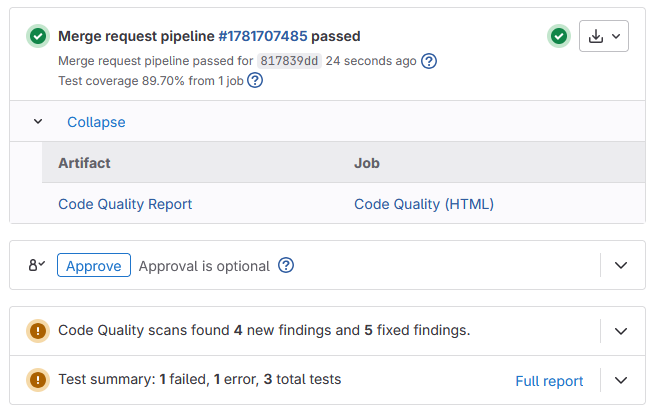 Merge request pipeline #1781707485 passed
Merge request pipeline passed for 817839dd 24 seconds ago
Test coverage 89.70% from 1 job
Collapse
Artifact Job
Code Quality Report Code Quality (HTML)
Approve Approval is optional
Code Quality scans found 4 new findings and 5 fixed findings.
Test summary: 1 failed, 1 error, 3 total tests Full report